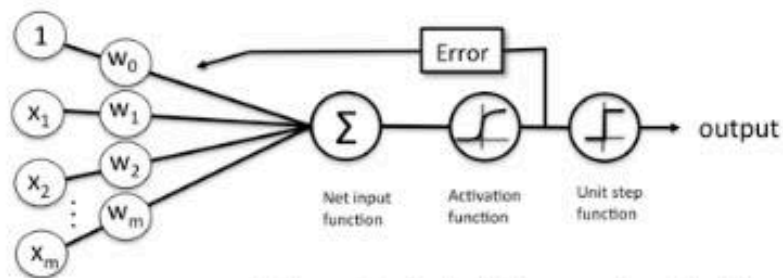 1
w0
Error
x1
w1
Σ
output
x2
w2
Net input function
Activation function
Unit step function
⋮
wm
xm